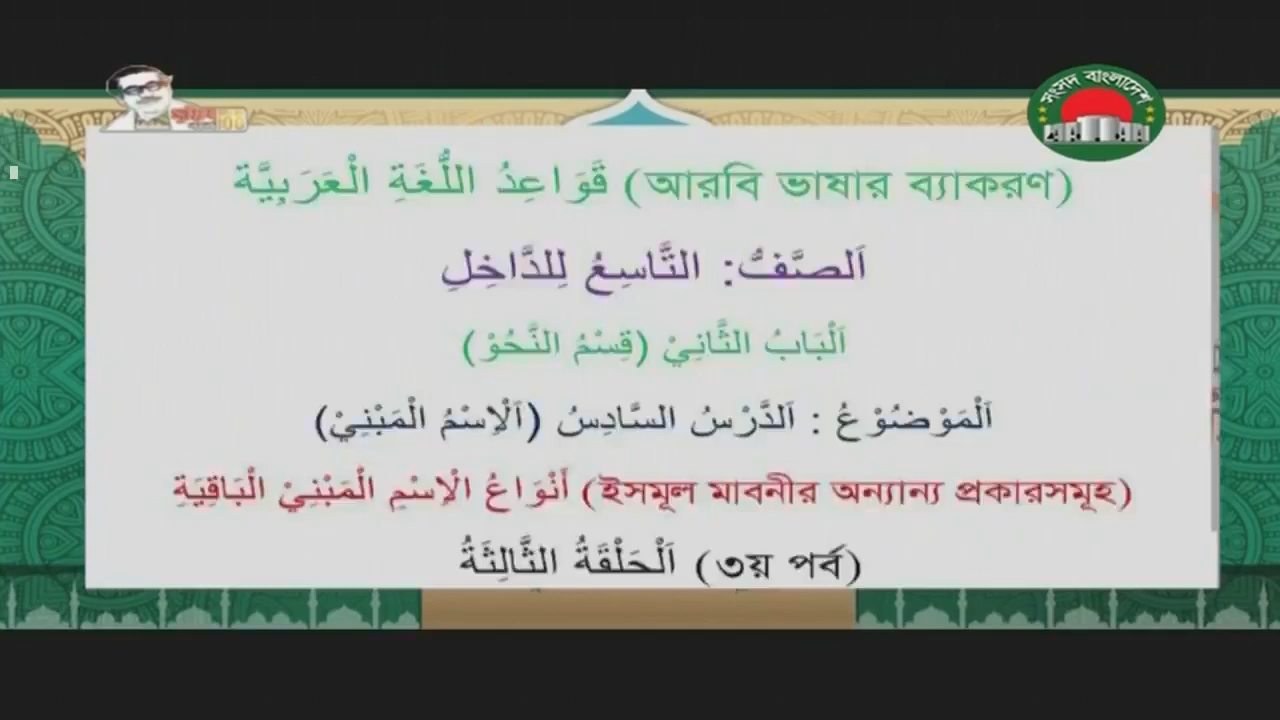 সংসদ বাংলাদেশ
قَوَاعِدُ اللُّغَةِ الْعَرَبِيَّة (আরবি ভাষার ব্যাকরণ)
اَلصَّفُّ: التَّاسِعُ لِلدَّاخِلِ
اَلْبَابُ الثَّانِيْ (قِسْمُ النَّحُوْ)
اَلْمَوْضُوْعُ : اَلدَّرْسُ السَّادِسُ (اَلْاِسْمُ الْمَبْنِيْ)
أَنْوَاعُ الْاِسْمِ الْمَبْنِيْ الْبَاقِيَةِ (ইসমূল মাবনীর অন্যান্য প্রকারসমূহ)
اَلْحَلْقَةُ الثَّالِثَةُ (৩য় পর্ব)